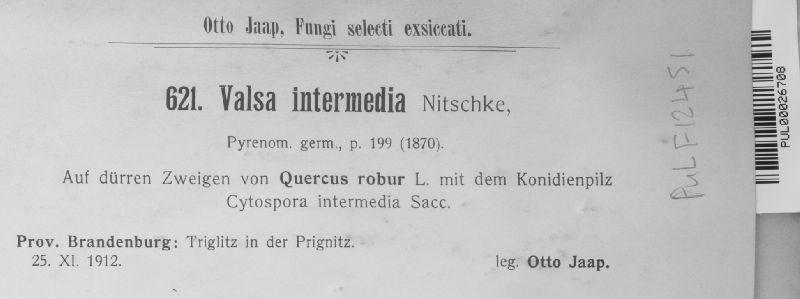 Otto Jaap, Fungi selecti exsiccati.
621. Valsa intermedia Nitschke,
Pyrenom. germ., p. 199 (1870).
Auf dürren Zweigen von Quercus robur L. mit dem Konidienpilz
Cytospora intermedia Sacc.
Prov. Brandenburg: Triglitz in der Prignitz.
25. XI. 1912.
leg. Otto Jaap.
PuL F12451
PUL00026708